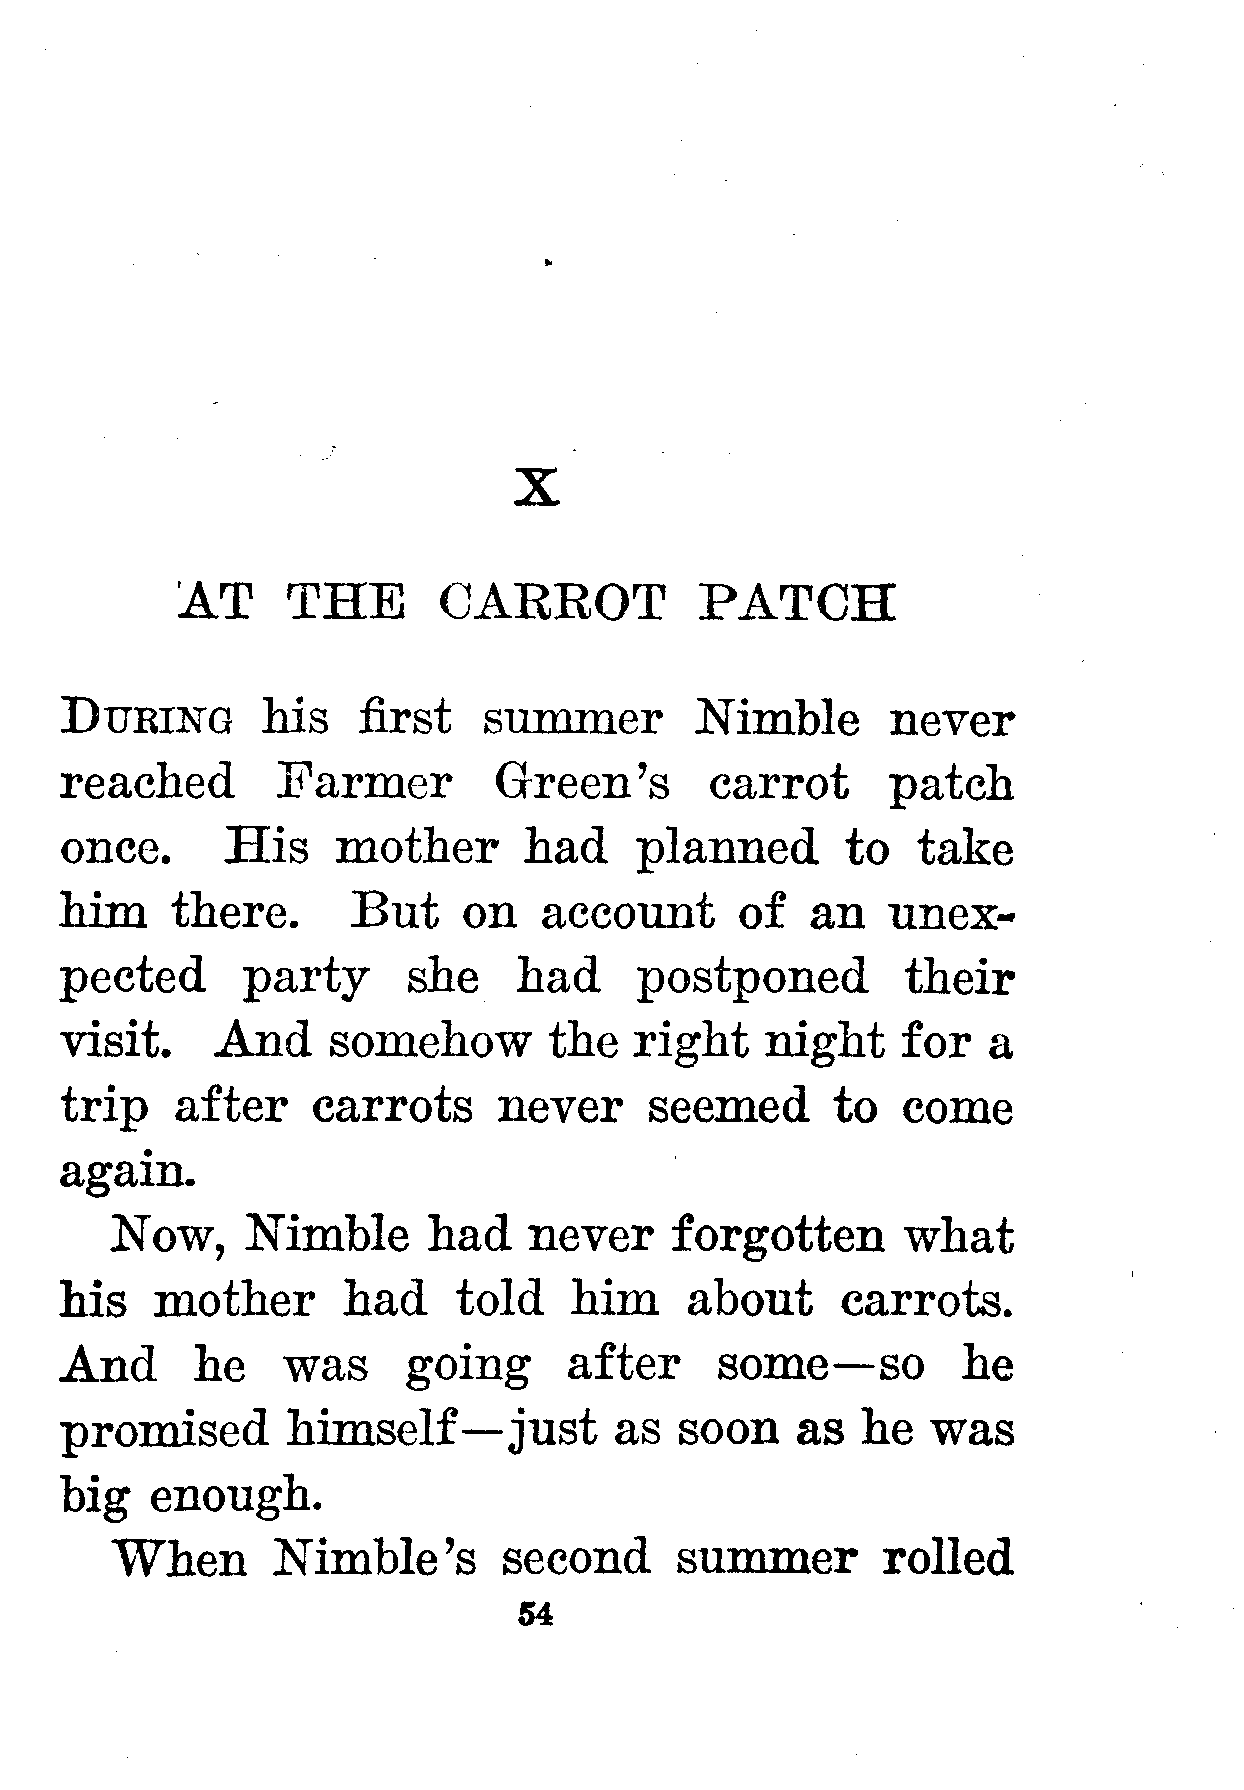 X
AT THE CARROT PATCH
DURING his first summer Nimble never
reached Farmer Green's carrot patch
once. His mother had planned to take
him there. But on account of an unex-
pected party she had postponed their
visit. And somehow the right night for a
trip after carrots never seemed to come
again.
Now, Nimble had never forgotten what
his mother had told him about carrots.
And he was going after some—so he
promised himself—just as soon as he was
big enough.
When Nimble's second summer rolled
54